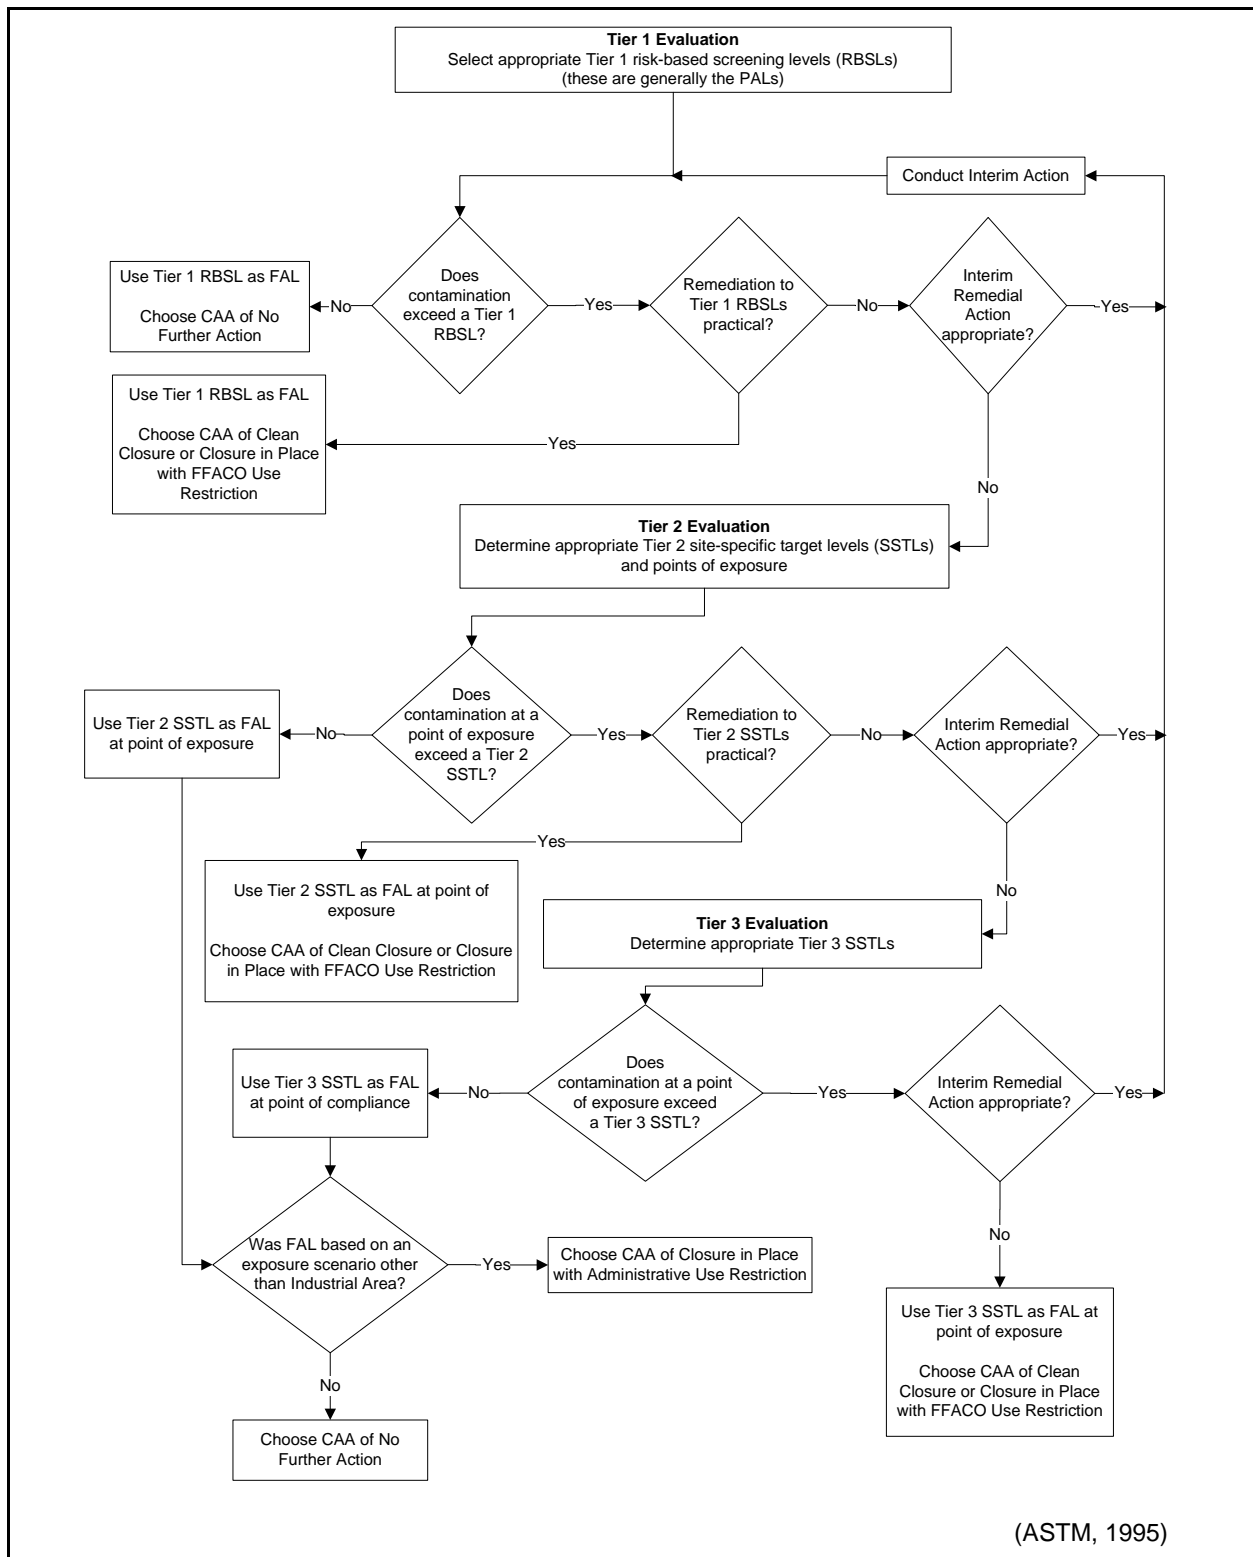 Tier 1 Evaluation
Select appropriate Tier 1 risk-based screening levels (RBSLs)
(these are generally the PALs)
Conduct Interim Action
Use Tier 1 RBSL as FAL
Choose CAA of No
Further Action
No
Does
contamination
exceed a Tier 1
RBSL?
Yes
Remediation to
Tier 1 RBSLs
practical?
No
Interim
Remedial
Action
appropriate?
Yes
Use Tier 1 RBSL as FAL
Choose CAA of Clean
Closure or Closure in Place
with FFACO Use
Restriction
Yes
No
Tier 2 Evaluation
Determine appropriate Tier 2 site-specific target levels (SSTLs)
and points of exposure
Use Tier 2 SSTL as FAL
at point of exposure
No
Does
contamination at a
point of exposure
exceed a Tier 2
SSTL?
Yes
Remediation to
Tier 2 SSTLs
practical?
No
Interim Remedial
Action appropriate?
Yes
Yes
Use Tier 2 SSTL as FAL at point of
exposure
Choose CAA of Clean Closure or Closure
in Place with FFACO Use Restriction
No
Tier 3 Evaluation
Determine appropriate Tier 3 SSTLs
Use Tier 3 SSTL as FAL
at point of compliance
No
Does
contamination at a point
of exposure exceed
a Tier 3 SSTL?
Yes
Interim Remedial
Action appropriate?
Yes
Was FAL based on an
exposure scenario other
than Industrial Area?
Yes
Choose CAA of Closure in Place
with Administrative Use Restriction
No
Use Tier 3 SSTL as FAL at
point of exposure
Choose CAA of Clean
Closure or Closure in Place
with FFACO Use Restriction
No
Choose CAA of No
Further Action
(ASTM, 1995)